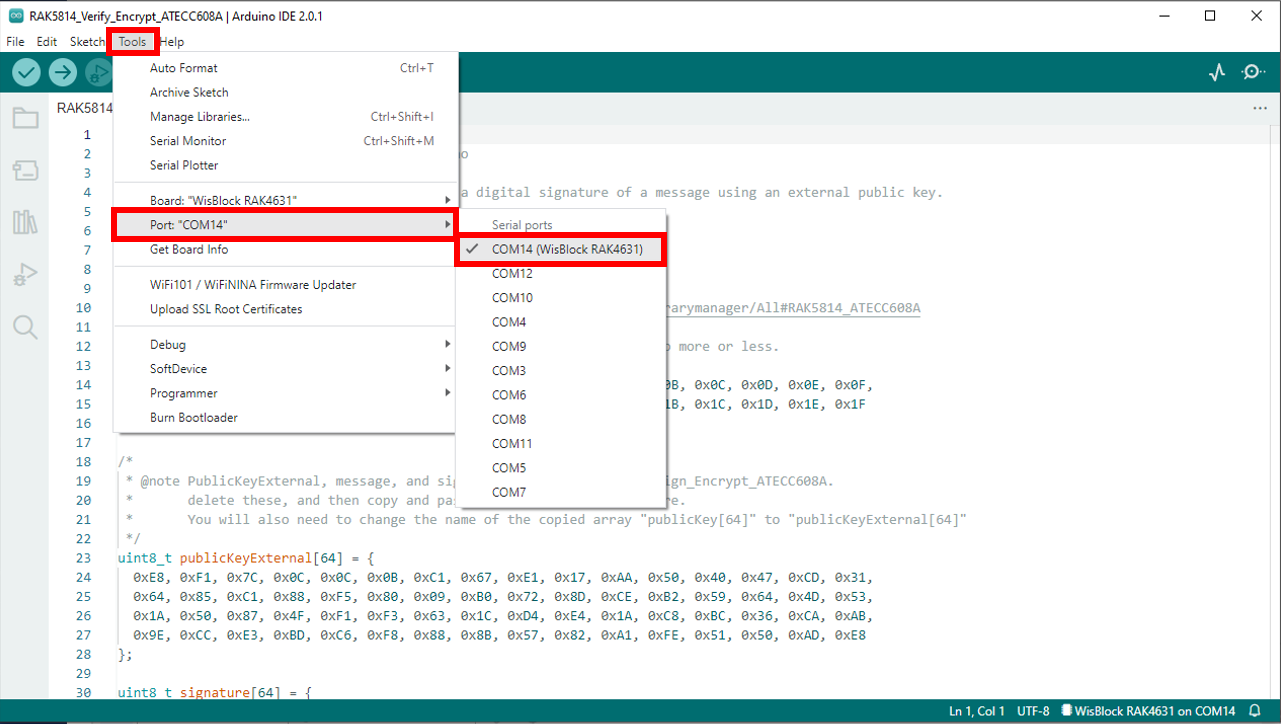 RAK5814_Verify_Encrypt_ATECC608A | Arduino IDE 2.0.1
File Edit Sketch Tools Help
Auto Format Ctrl+T
Archive Sketch
Manage Libraries... Ctrl+Shift+I
Serial Monitor Ctrl+Shift+M
Serial Plotter
Board: "WisBlock RAK4631"
Port: "COM14"
Get Board Info
WiFi101 / WiFiNINA Firmware Updater
Upload SSL Root Certificates
Debug
SoftDevice
Programmer
Burn Bootloader
Serial ports
COM14 (WisBlock RAK4631)
COM12
COM10
COM4
COM9
COM3
COM6
COM8
COM11
COM5
COM7
RAK5814
...
1
2
3
4 a digital signature of a message using an external public key.
5
6
7
8
9
10 rarymanager/All#RAK5814_ATECC608A
11
12 more or less.
13
14 0B, 0x0C, 0x0D, 0x0E, 0x0F,
15 1B, 0x1C, 0x1D, 0x1E, 0x1F
16
17
18 /*
19 * @note PublicKeyExternal, message, and sig ign_Encrypt_ATECC608A.
20 * delete these, and then copy and pas re.
21 * You will also need to change the name of the copied array "publicKey[64]" to "publicKeyExternal[64]"
22 */
23 uint8_t publicKeyExternal[64] = {
24 0xE8, 0xF1, 0x7C, 0x0C, 0x0C, 0x0B, 0xC1, 0x67, 0xE1, 0x17, 0xAA, 0x50, 0x40, 0x47, 0xCD, 0x31,
25 0x64, 0x85, 0xC1, 0x88, 0xF5, 0x80, 0x09, 0xB0, 0x72, 0x8D, 0xCE, 0xB2, 0x59, 0x64, 0x4D, 0x53,
26 0x1A, 0x50, 0x87, 0x4F, 0xF1, 0xF3, 0x63, 0x1C, 0xD4, 0xE4, 0x1A, 0xC8, 0xBC, 0x36, 0xCA, 0xAB,
27 0x9E, 0xCC, 0xE3, 0xBD, 0xC6, 0xF8, 0x88, 0x8B, 0x57, 0x82, 0xA1, 0xFE, 0x51, 0x50, 0xAD, 0xE8
28 };
29
30 uint8_t signature[64] = {
Ln 1, Col 1 UTF-8 WisBlock RAK4631 on COM14